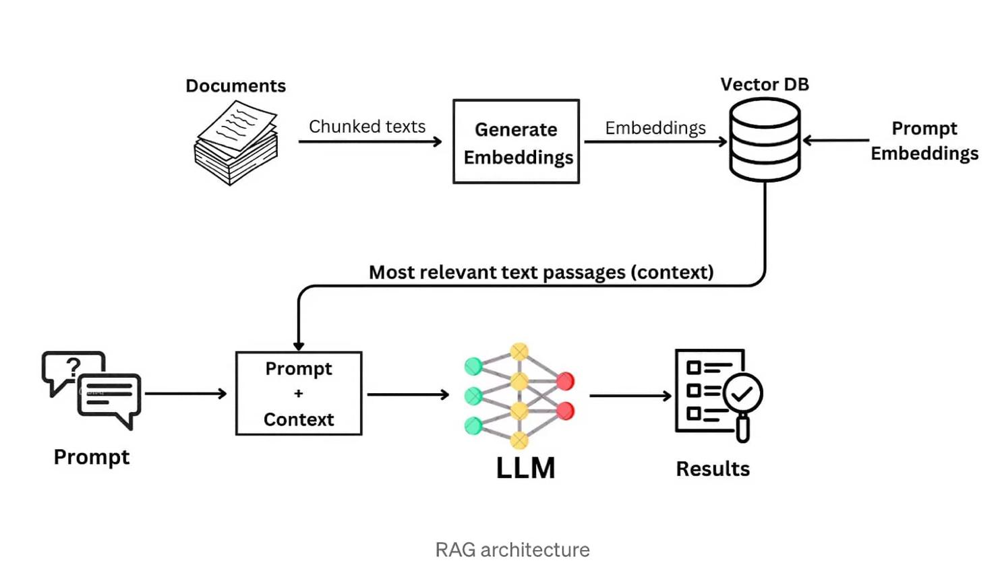 Documents
Chunked texts
Generate
Embeddings
Embeddings
Vector DB
Prompt
Embeddings
Most relevant text passages (context)
?
Prompt
Prompt
+
Context
LLM
Results
RAG architecture